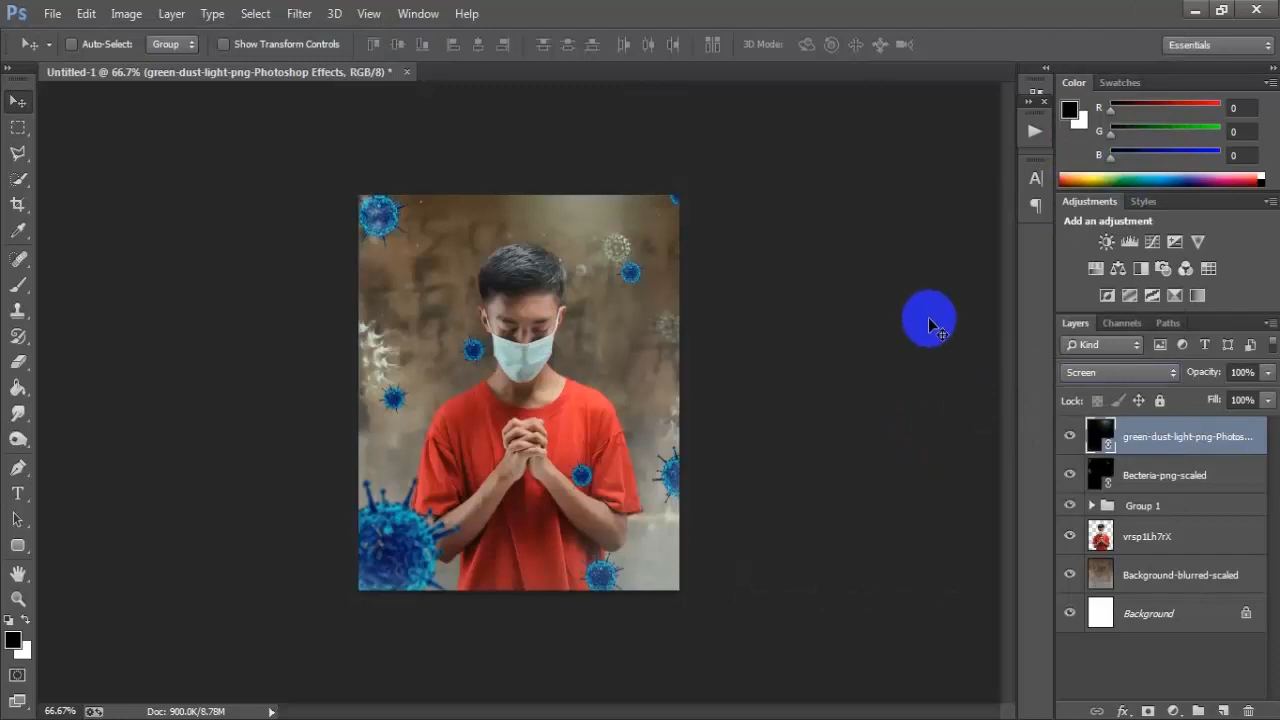 Ps File Edit Image Layer Type Select Filter 3D View Window Help
Auto-Select: Group Show Transform Controls 3D Mode: Essentials
Untitled-1 @ 66.7% (green-dust-light-png-Photoshop Effects, RGB/8) * ×
Color Swatches
R 0
G 0
B 0
Adjustments Styles
Add an adjustment
Layers Channels Paths
Kind
Screen Opacity: 100%
Lock: Fill: 100%
green-dust-light-png-Photos...
Becteria-png-scaled
Group 1
vrsp1Lh7rX
Background-blurred-scaled
Background
66.67% Doc: 900.0K/8.78M